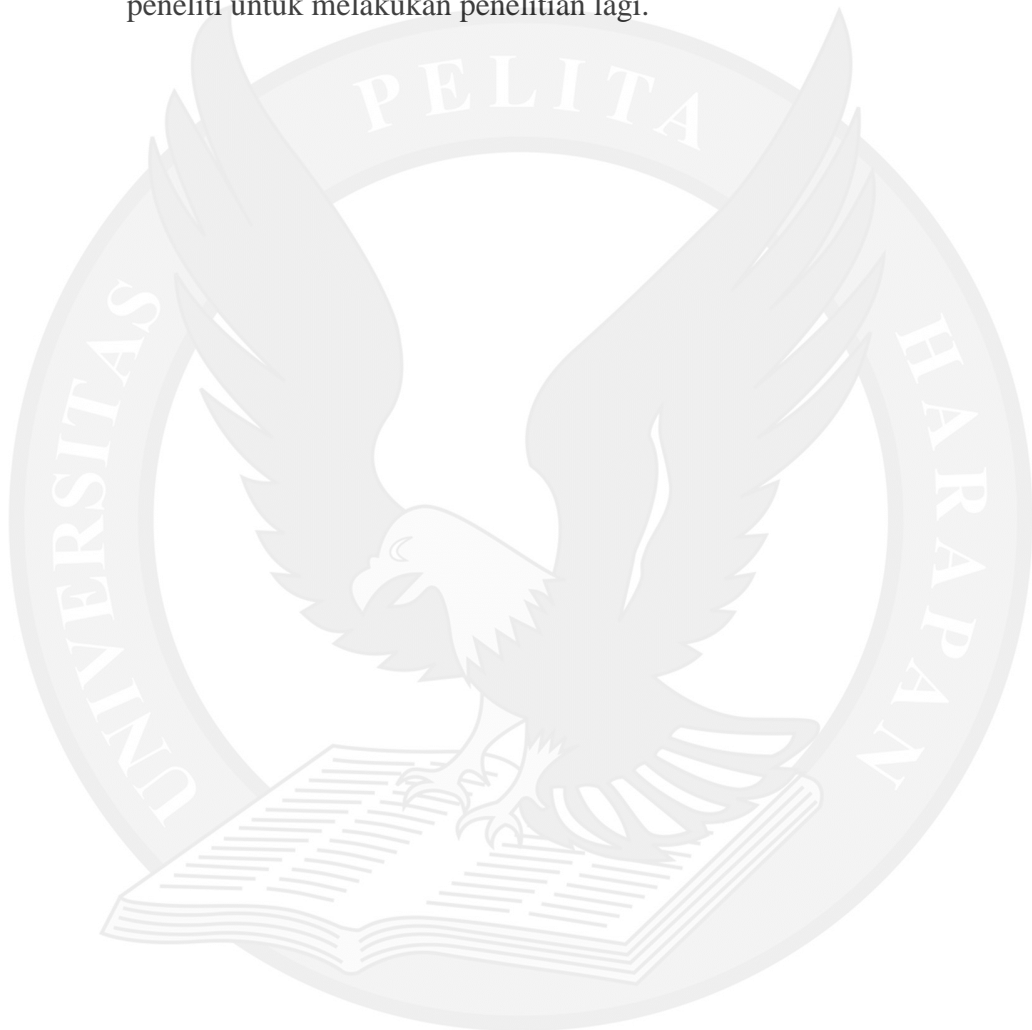 peneliti untuk melakukan penelitian lagi.
PELITA
UNIVERSITAS
HARAPAN